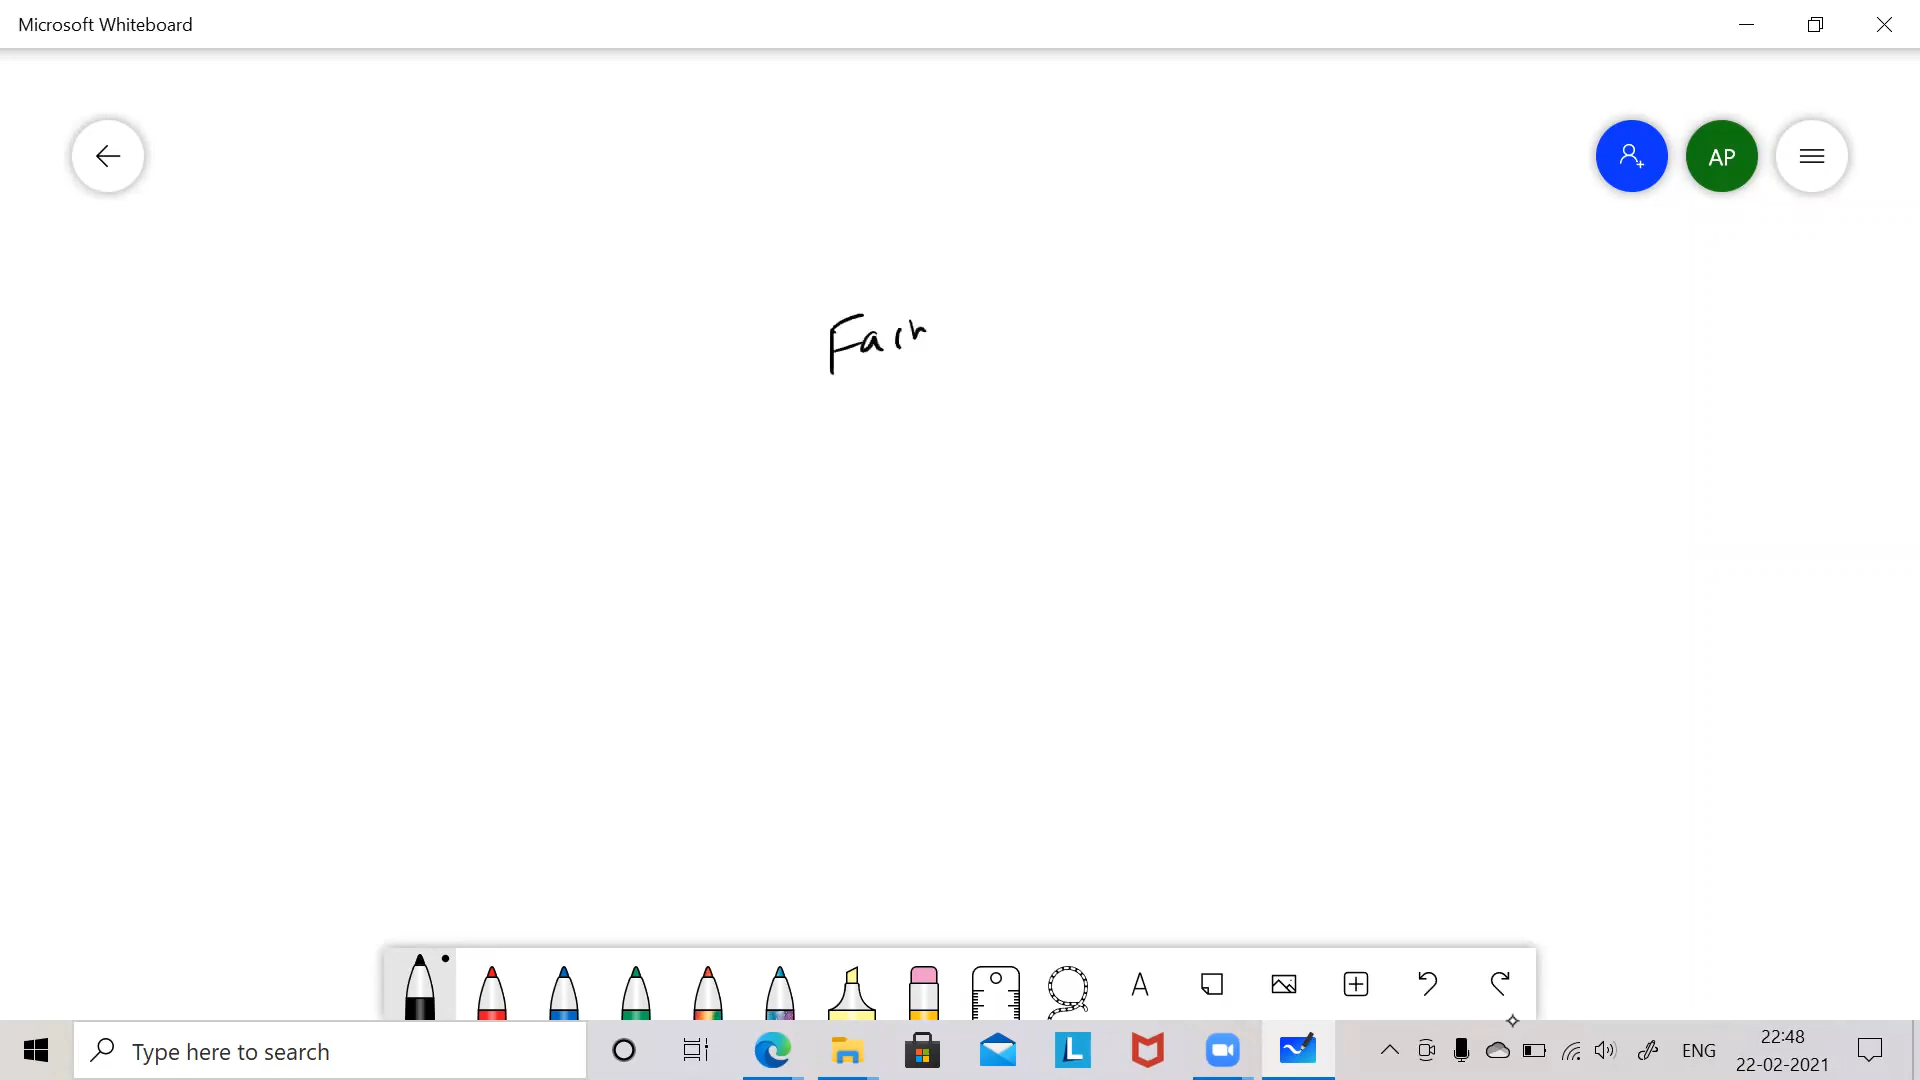 Microsoft Whiteboard
AP
Fair
A
Type here to search
L
ENG
22:48
22-02-2021